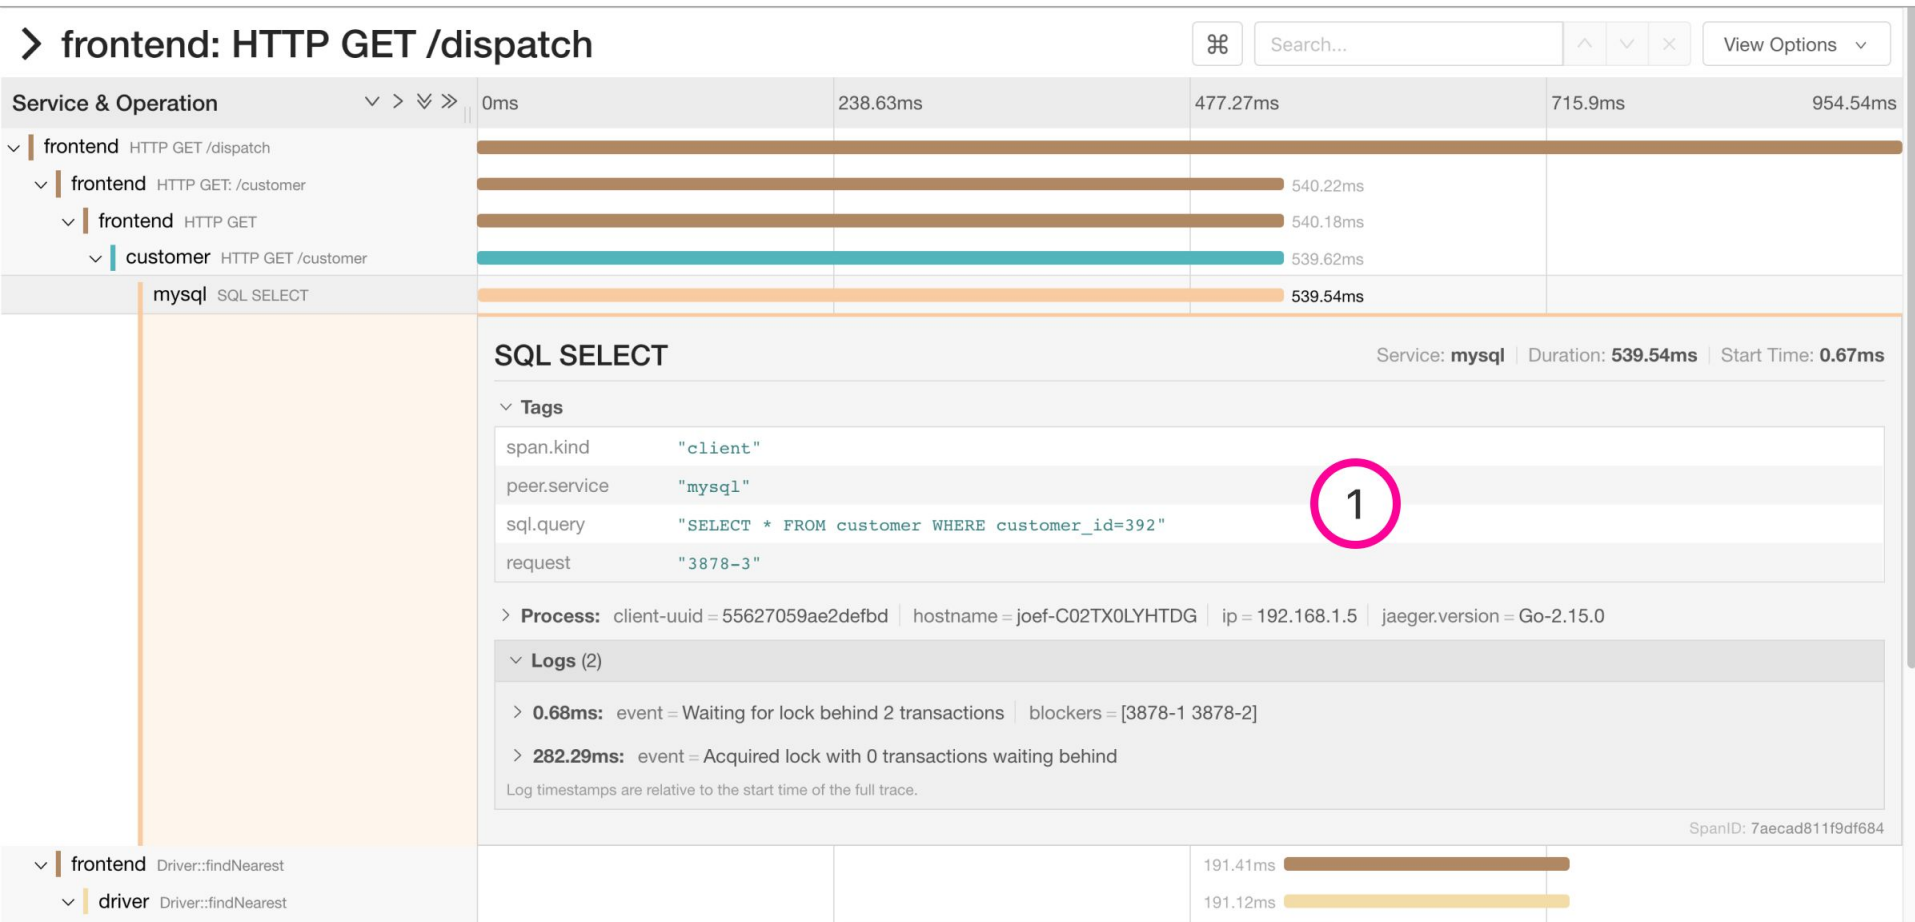 frontend: HTTP GET /dispatch
⌘ Search... View Options
Service & Operation 0ms 238.63ms 477.27ms 715.9ms 954.54ms
frontend HTTP GET /dispatch
frontend HTTP GET: /customer 540.22ms
frontend HTTP GET 540.18ms
customer HTTP GET /customer 539.62ms
mysql SQL SELECT 539.54ms
SQL SELECT Service: mysql Duration: 539.54ms Start Time: 0.67ms
Tags
span.kind "client"
peer.service "mysql"
1
sql.query "SELECT * FROM customer WHERE customer_id=392"
request "3878-3"
Process: client-uuid = 55627059ae2defbd hostname = joef-C02TX0LYHTDG ip = 192.168.1.5 jaeger.version = Go-2.15.0
Logs (2)
0.68ms: event = Waiting for lock behind 2 transactions blockers = [3878-1 3878-2]
282.29ms: event = Acquired lock with 0 transactions waiting behind
Log timestamps are relative to the start time of the full trace.
SpanID: 7aecad811f9df684
frontend Driver::findNearest 191.41ms
driver Driver::findNearest 191.12ms